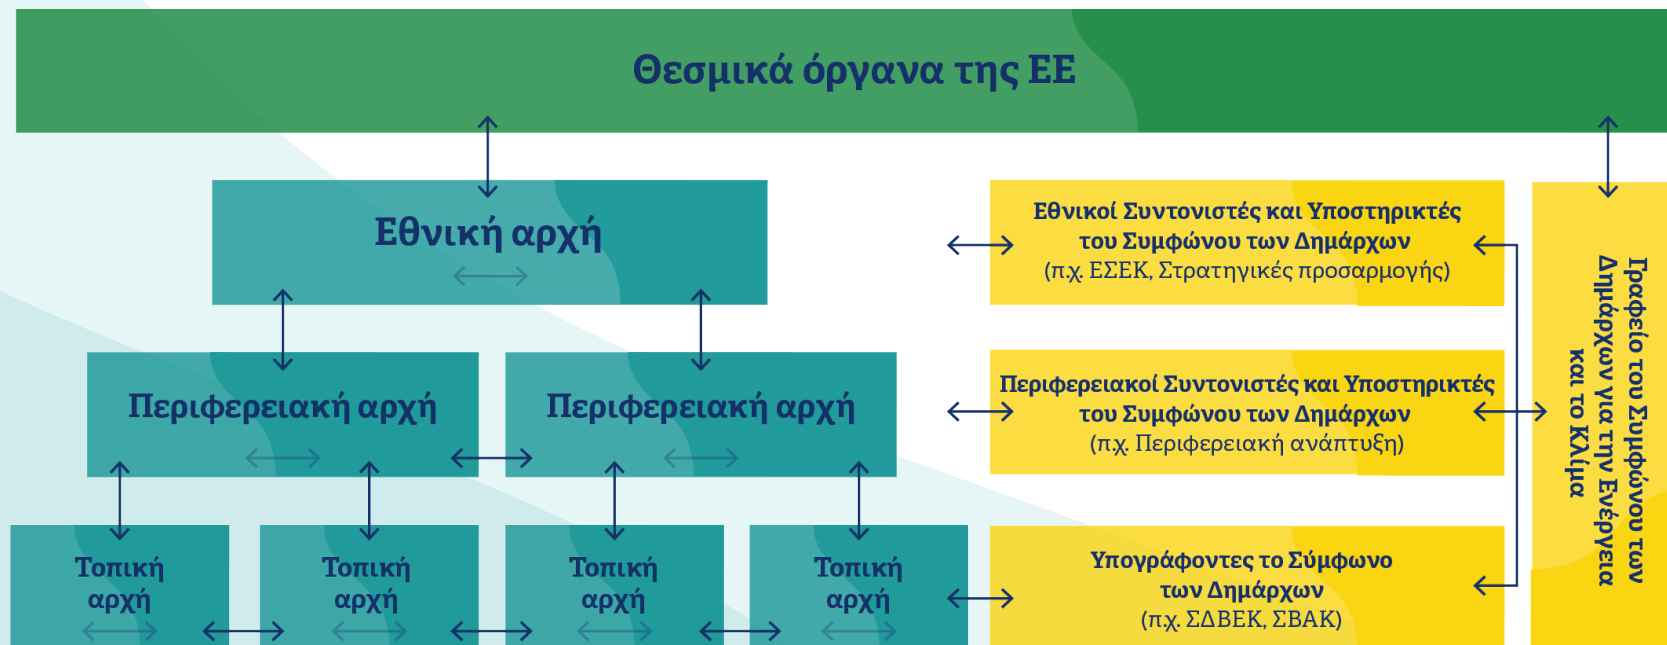 Θεσμικά όργανα της ΕΕ
Εθνική αρχή
Εθνικοί Συντονιστές και Υποστηρικτές
του Συμφώνου των Δημάρχων
(π.χ. ΕΣΕΚ, Στρατηγικές προσαρμογής)
Περιφερειακή αρχή
Περιφερειακή αρχή
Περιφερειακοί Συντονιστές και Υποστηρικτές
του Συμφώνου των Δημάρχων
(π.χ. Περιφερειακή ανάπτυξη)
Τοπική
αρχή
Τοπική
αρχή
Τοπική
αρχή
Τοπική
αρχή
Υπογράφοντες το Σύμφωνο
των Δημάρχων
(π.χ. ΣΔΒΕΚ, ΣΒΑΚ)
Γραφείο του Συμφώνου των
Δημάρχων για την Ενέργεια
και το Κλίμα